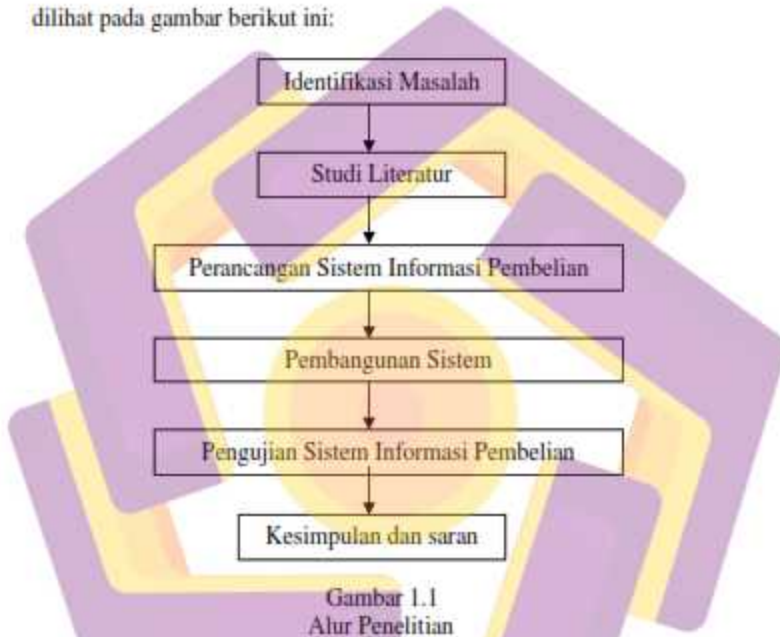 dilihat pada gambar berikut ini:
Identifikasi Masalah
Studi Literatur
Perancangan Sistem Informasi Pembelian
Pembangunan Sistem
Pengujian Sistem Informasi Pembelian
Kesimpulan dan saran
Gambar 1.1
Alur Penelitian